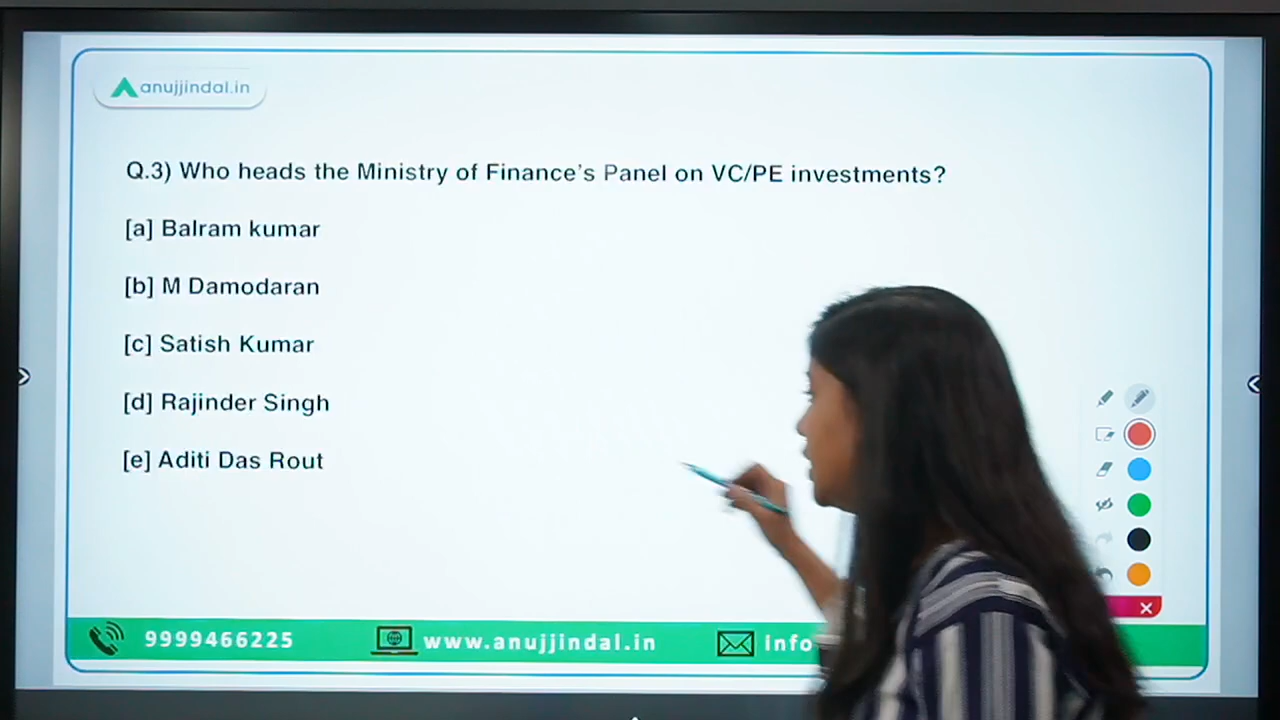 anujjindal.in
Q.3) Who heads the Ministry of Finance's Panel on VC/PE investments?
[a] Balram kumar
[b] M Damodaran
[c] Satish Kumar
[d] Rajinder Singh
[e] Aditi Das Rout
9999466225 www.anujjindal.in info